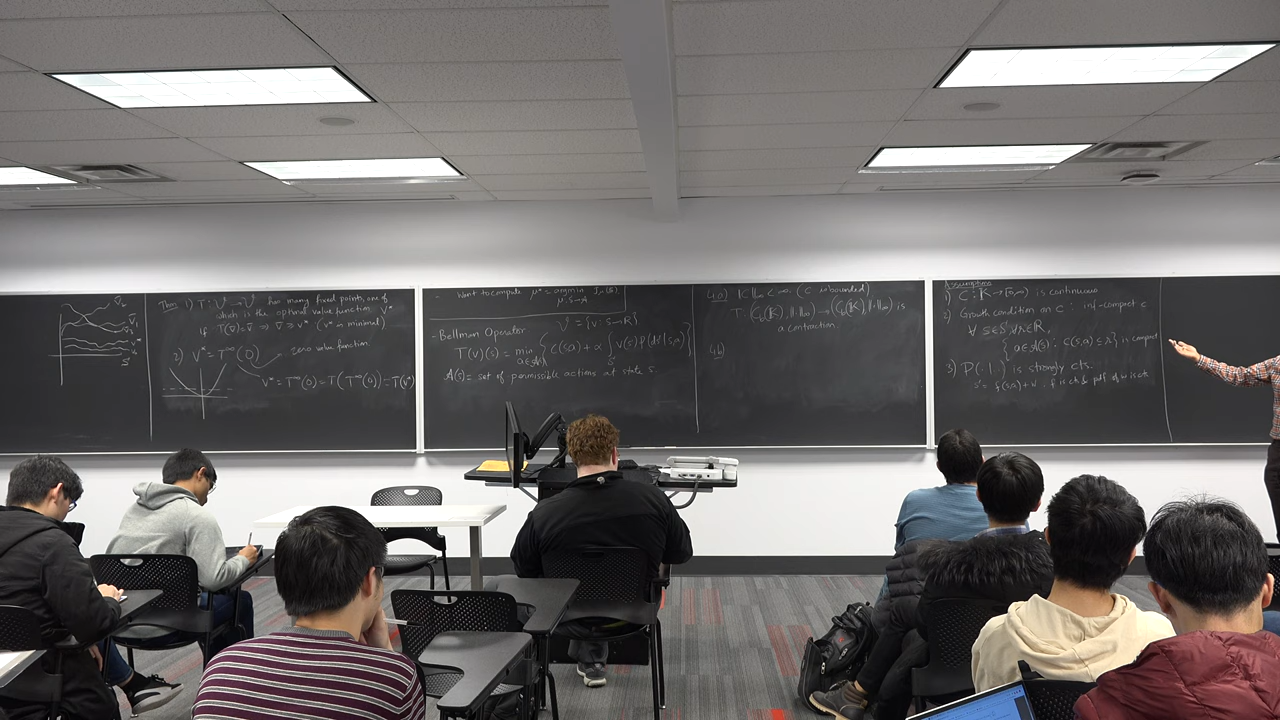 Thm 1) T: V → V has many fixed points, one of
which is the optimal value function V*
if T(v̄) ≤ v̄ ⇒ v̄ ≥ v* (v* is minimal)
2) V* = T^∞(0)
zero value function
V* = T^∞(0) = T(T^∞(0)) = T(V*)
- Want to compute μ* = argmin
μ: S→A
V = {v: S→R}
- Bellman Operator
T(v)(s) = min { c(s,a) + α ∫ v(s') P(ds'|s,a) }
a∈A(s)
S
A(s) = set of permissible actions at state s.
4.a) ||c||∞ < ∞ (c is bounded)
T: (C_b(K), ||·||∞) → (C_b(K), ||·||∞) is
a contraction.
4.b)
Assumptions
1) C: K → [0,∞) is continuous
2) Growth condition on c: inf-compact c
∀ s∈S, ∀ λ∈R,
{a∈A(s): c(s,a) ≤ λ} is compact
3) P(·|·) is strongly cts.
s' = f(s,a) + w, f is cts & pdf of w is cts